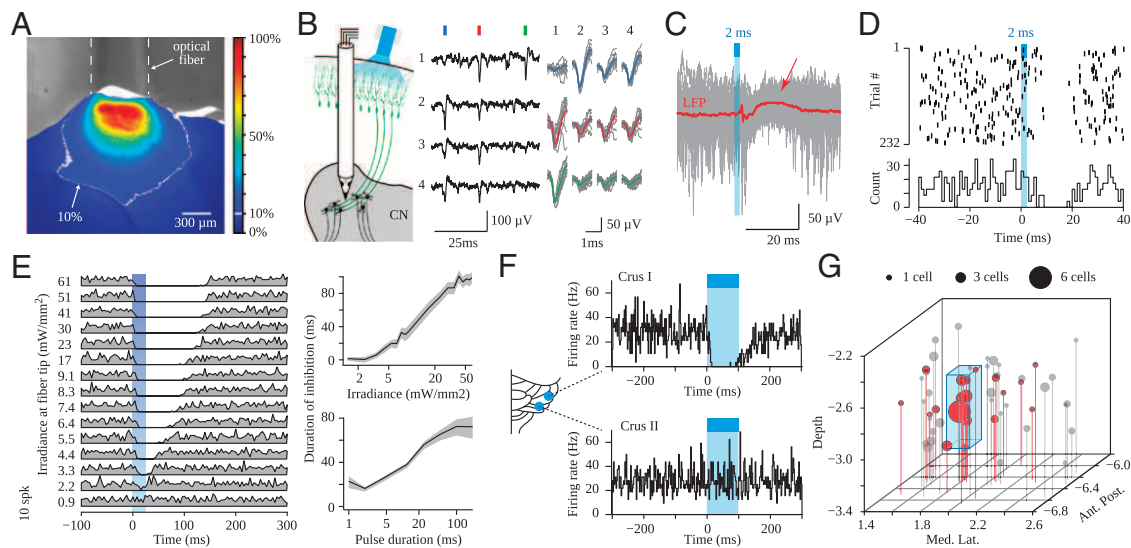 A
100%
50%
10%
0%
optical
fiber
10%
300 µm
B
1 2 3 4
1
2
3
4
CN
100 µV
25ms
50 µV
1ms
C
2 ms
LFP
50 µV
20 ms
D
2 ms
Trial #
1
232
Count
30
0
−40 −20 0 20 40
Time (ms)
E
Irradiance at fiber tip (mW/mm²)
61
51
41
30
23
17
9.1
8.3
7.4
6.4
5.5
4.4
3.3
2.2
0.9
10 spk
−100 0 100 200 300
Time (ms)
Duration of inhibition (ms)
80
40
0
2 5 20 50
Irradiance (mW/mm2)
80
40
0
1 5 20 100
Pulse duration (ms)
F
Crus I
Firing rate (Hz)
60
40
20
0
−200 0 200
Time (ms)
Crus II
Firing rate (Hz)
60
40
20
0
−200 0 200
Time (ms)
G
1 cell 3 cells 6 cells
Depth
−2.2
−2.6
−3.0
−3.4
1.4 1.8 2.2 2.6
Med. Lat.
−6.8
−6.4
−6.0
Ant. Post.